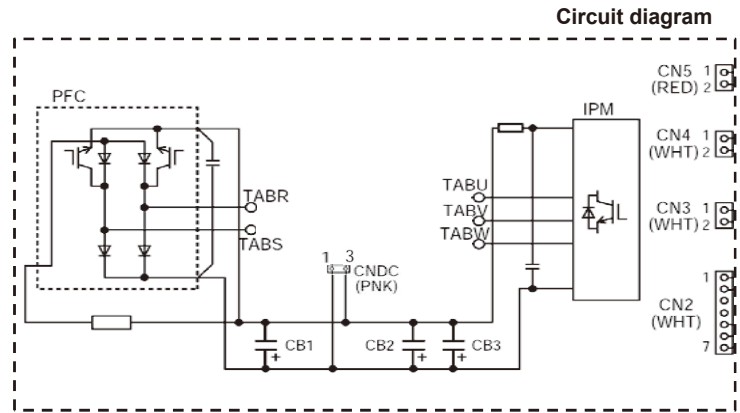 Circuit diagram
PFC
TABR
TABS
1 3
CNDC
(PNK)
CB1
+
CB2
+
CB3
+
TABU
TABV
TABW
IPM
CN5 1
(RED) 2
CN4 1
(WHT) 2
CN3 1
(WHT) 2
1
CN2
(WHT)
7